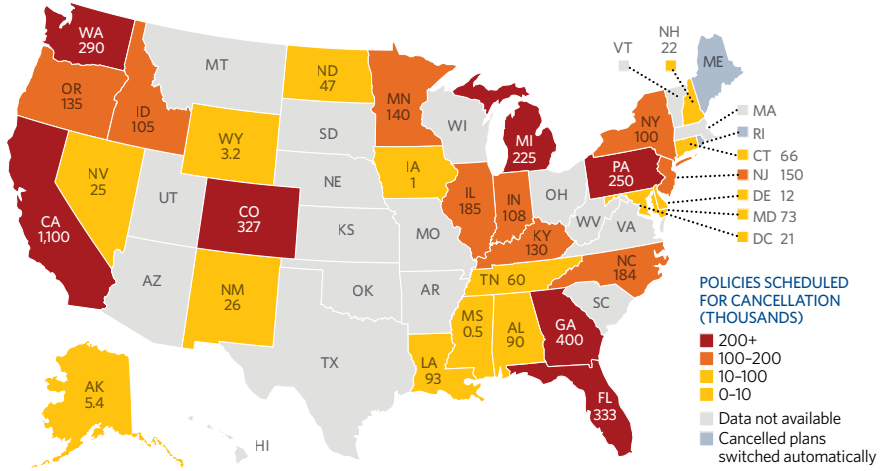 WA
290
MT
ND
47
OR
135
ID
105
WY
3.2
SD
MN
140
WI
MI
225
VT
NH
22
ME
NY
100
MA
RI
CT 66
NJ 150
DE 12
MD 73
DC 21
PA
250
NV
25
UT
CO
327
NE
IA
1
IL
185
IN
108
OH
WV
VA
KY
130
CA
1,100
AZ
NM
26
KS
MO
OK
AR
TN 60
NC
184
SC
MS
0.5
AL
90
GA
400
TX
LA
93
FL
333
AK
5.4
HI
POLICIES SCHEDULED
FOR CANCELLATION
(THOUSANDS)
200+
100–200
10–100
0–10
Data not available
Cancelled plans
switched automatically